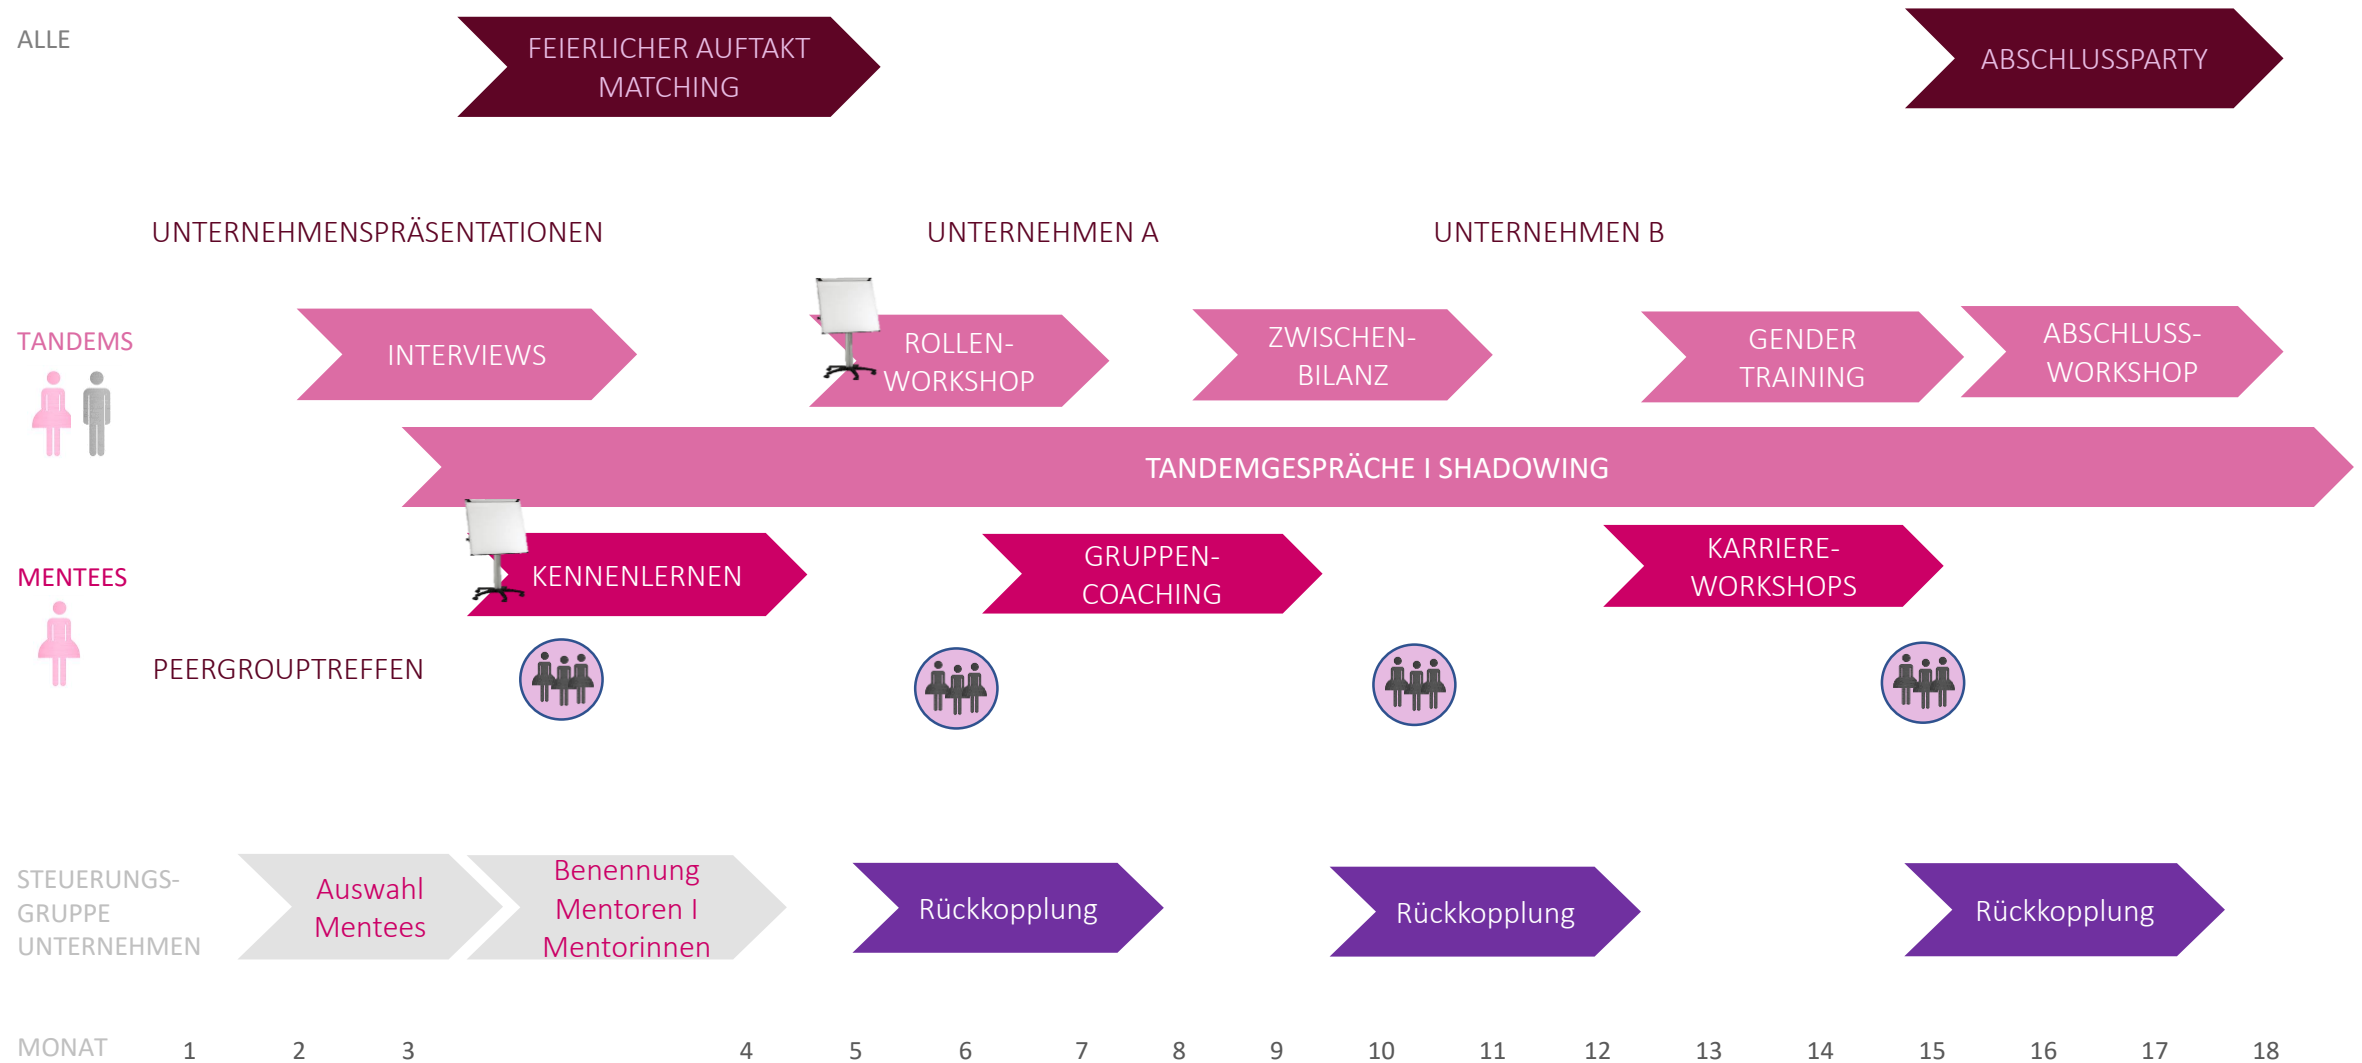 ALLE
FEIERLICHER AUFTAKT
MATCHING
ABSCHLUSSPARTY
UNTERNEHMENSPRÄSENTATIONEN
UNTERNEHMEN A
UNTERNEHMEN B
TANDEMS
INTERVIEWS
ROLLEN-
WORKSHOP
ZWISCHEN-
BILANZ
GENDER
TRAINING
ABSCHLUSS-
WORKSHOP
TANDEMGESPRÄCHE I SHADOWING
MENTEES
KENNENLERNEN
GRUPPEN-
COACHING
KARRIERE-
WORKSHOPS
PEERGROUPTREFFEN
STEUERUNGS-
GRUPPE
UNTERNEHMEN
Auswahl
Mentees
Benennung
Mentoren I
Mentorinnen
Rückkopplung
Rückkopplung
Rückkopplung
MONAT 1 2 3 4 5 6 7 8 9 10 11 12 13 14 15 16 17 18